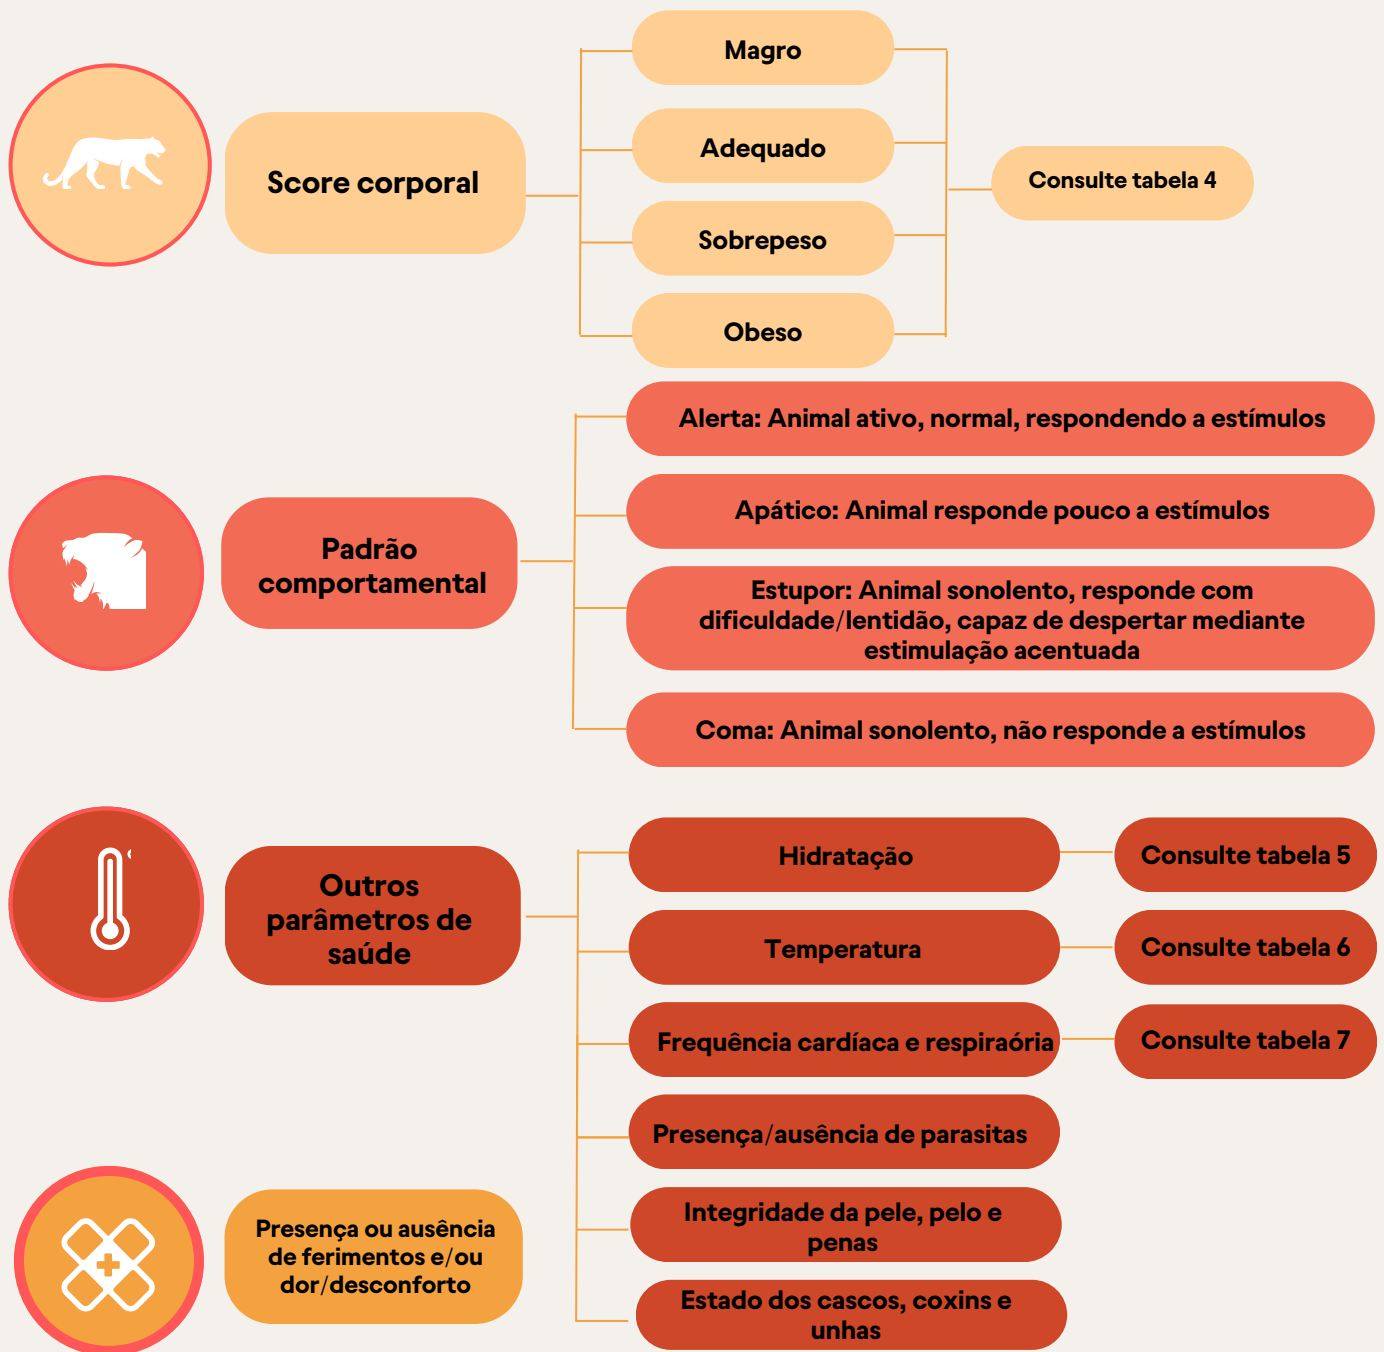 Score corporal
Magro
Adequado
Sobrepeso
Obeso
Consulte tabela 4
Padrão
comportamental
Alerta: Animal ativo, normal, respondendo a estímulos
Apático: Animal responde pouco a estímulos
Estupor: Animal sonolento, responde com
dificuldade/lentidão, capaz de despertar mediante
estimulação acentuada
Coma: Animal sonolento, não responde a estímulos
Outros
parâmetros de
saúde
Hidratação
Consulte tabela 5
Temperatura
Consulte tabela 6
Frequência cardíaca e respiraória
Consulte tabela 7
Presença/ausência de parasitas
Integridade da pele, pelo e
penas
Estado dos cascos, coxins e
unhas
Presença ou ausência
de ferimentos e/ou
dor/desconforto